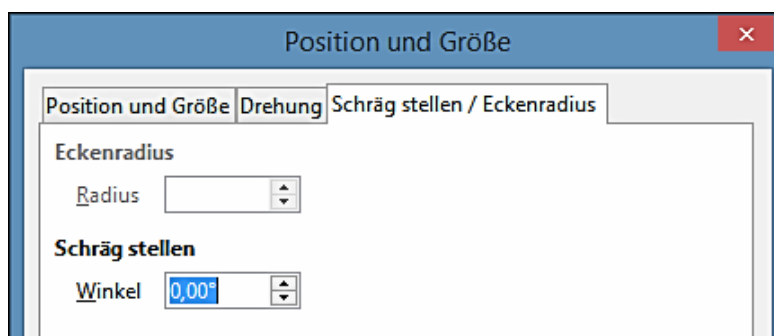 Position und Größe
Position und Größe Drehung Schräg stellen / Eckenradius
Eckenradius
Radius
Schräg stellen
Winkel 0,00°